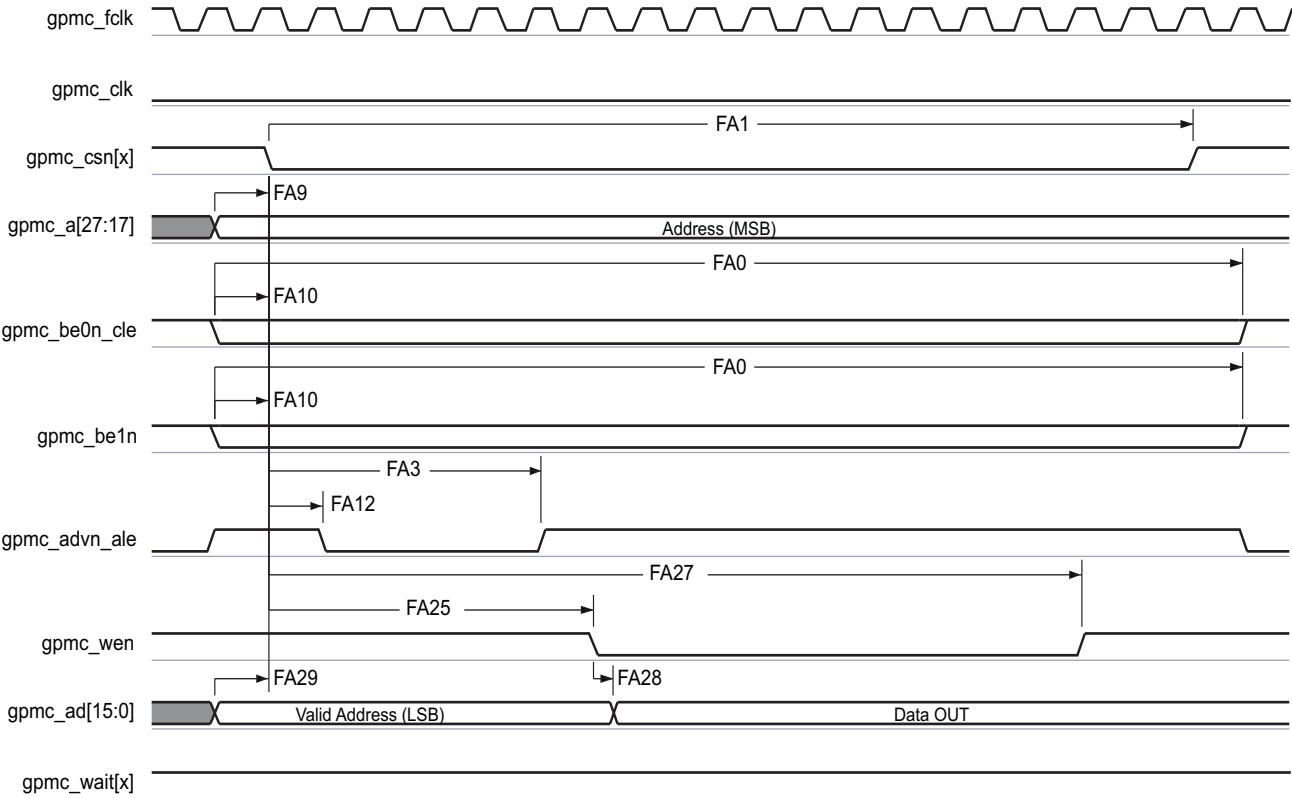 gpmc_fclk
gpmc_clk
FA1
gpmc_csn[x]
FA9
gpmc_a[27:17]
Address (MSB)
FA0
FA10
gpmc_be0n_cle
FA0
FA10
gpmc_be1n
FA3
FA12
gpmc_advn_ale
FA27
FA25
gpmc_wen
FA29 FA28
gpmc_ad[15:0] Valid Address (LSB) Data OUT
gpmc_wait[x]